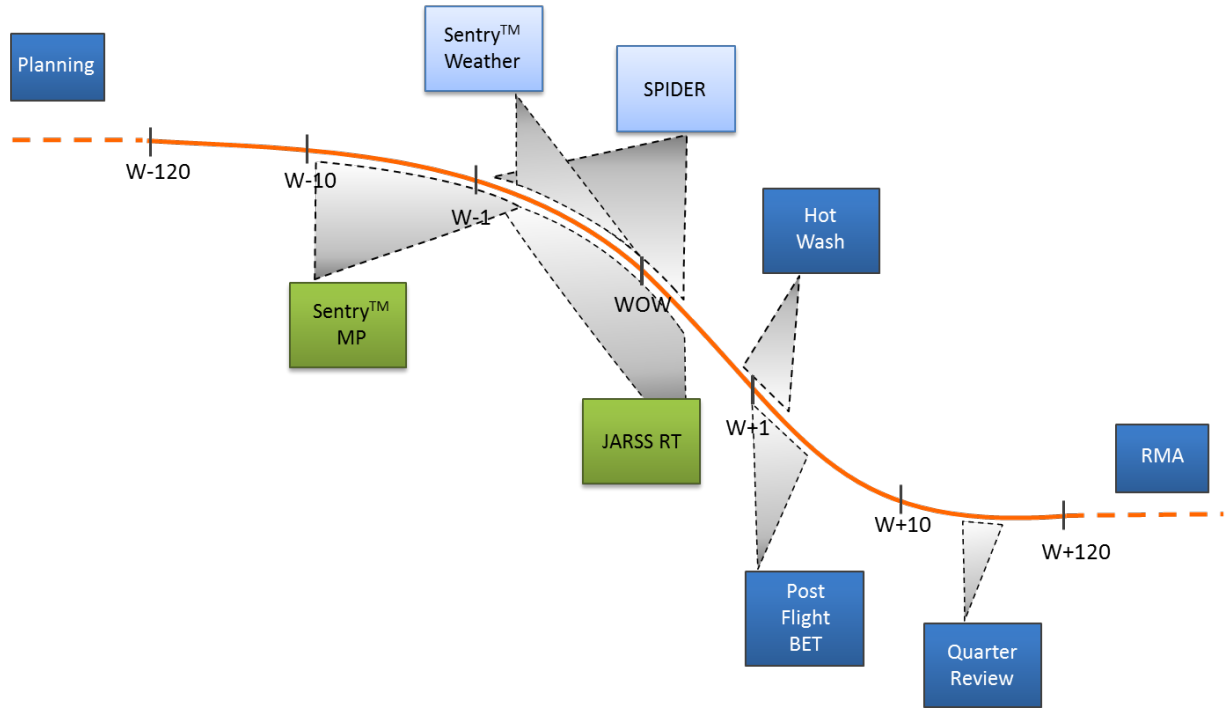 Planning
Sentry™
Weather
SPIDER
W-120
W-10
W-1
Sentry™
MP
WOW
Hot
Wash
JARSS RT
W+1
RMA
W+10
W+120
Post
Flight
BET
Quarter
Review